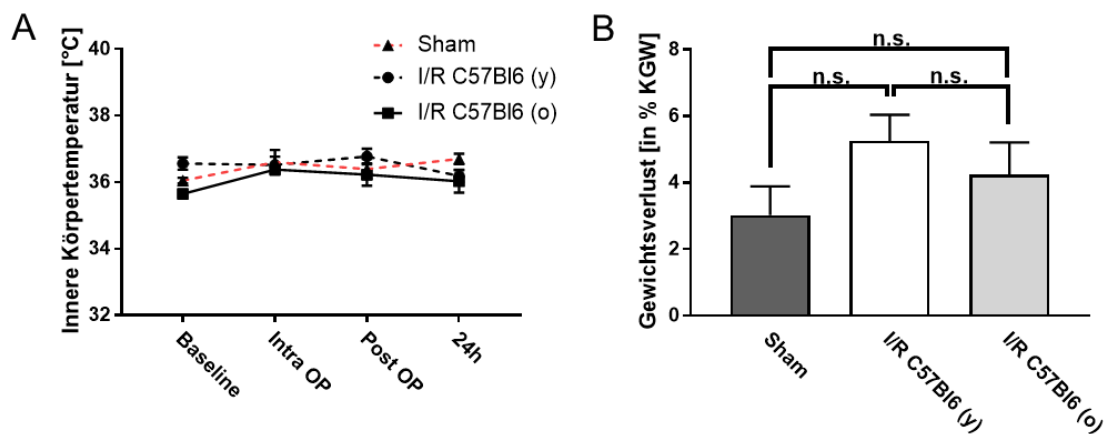 A
Innere Körpertemperatur [°C]
40
38
36
34
32
Sham
I/R C57Bl6 (y)
I/R C57Bl6 (o)
Baseline
Intra OP
Post OP
24h
B
Gewichtsverlust [in % KGW]
8
6
4
2
0
n.s.
n.s.
n.s.
Sham
I/R C57Bl6 (y)
I/R C57Bl6 (o)